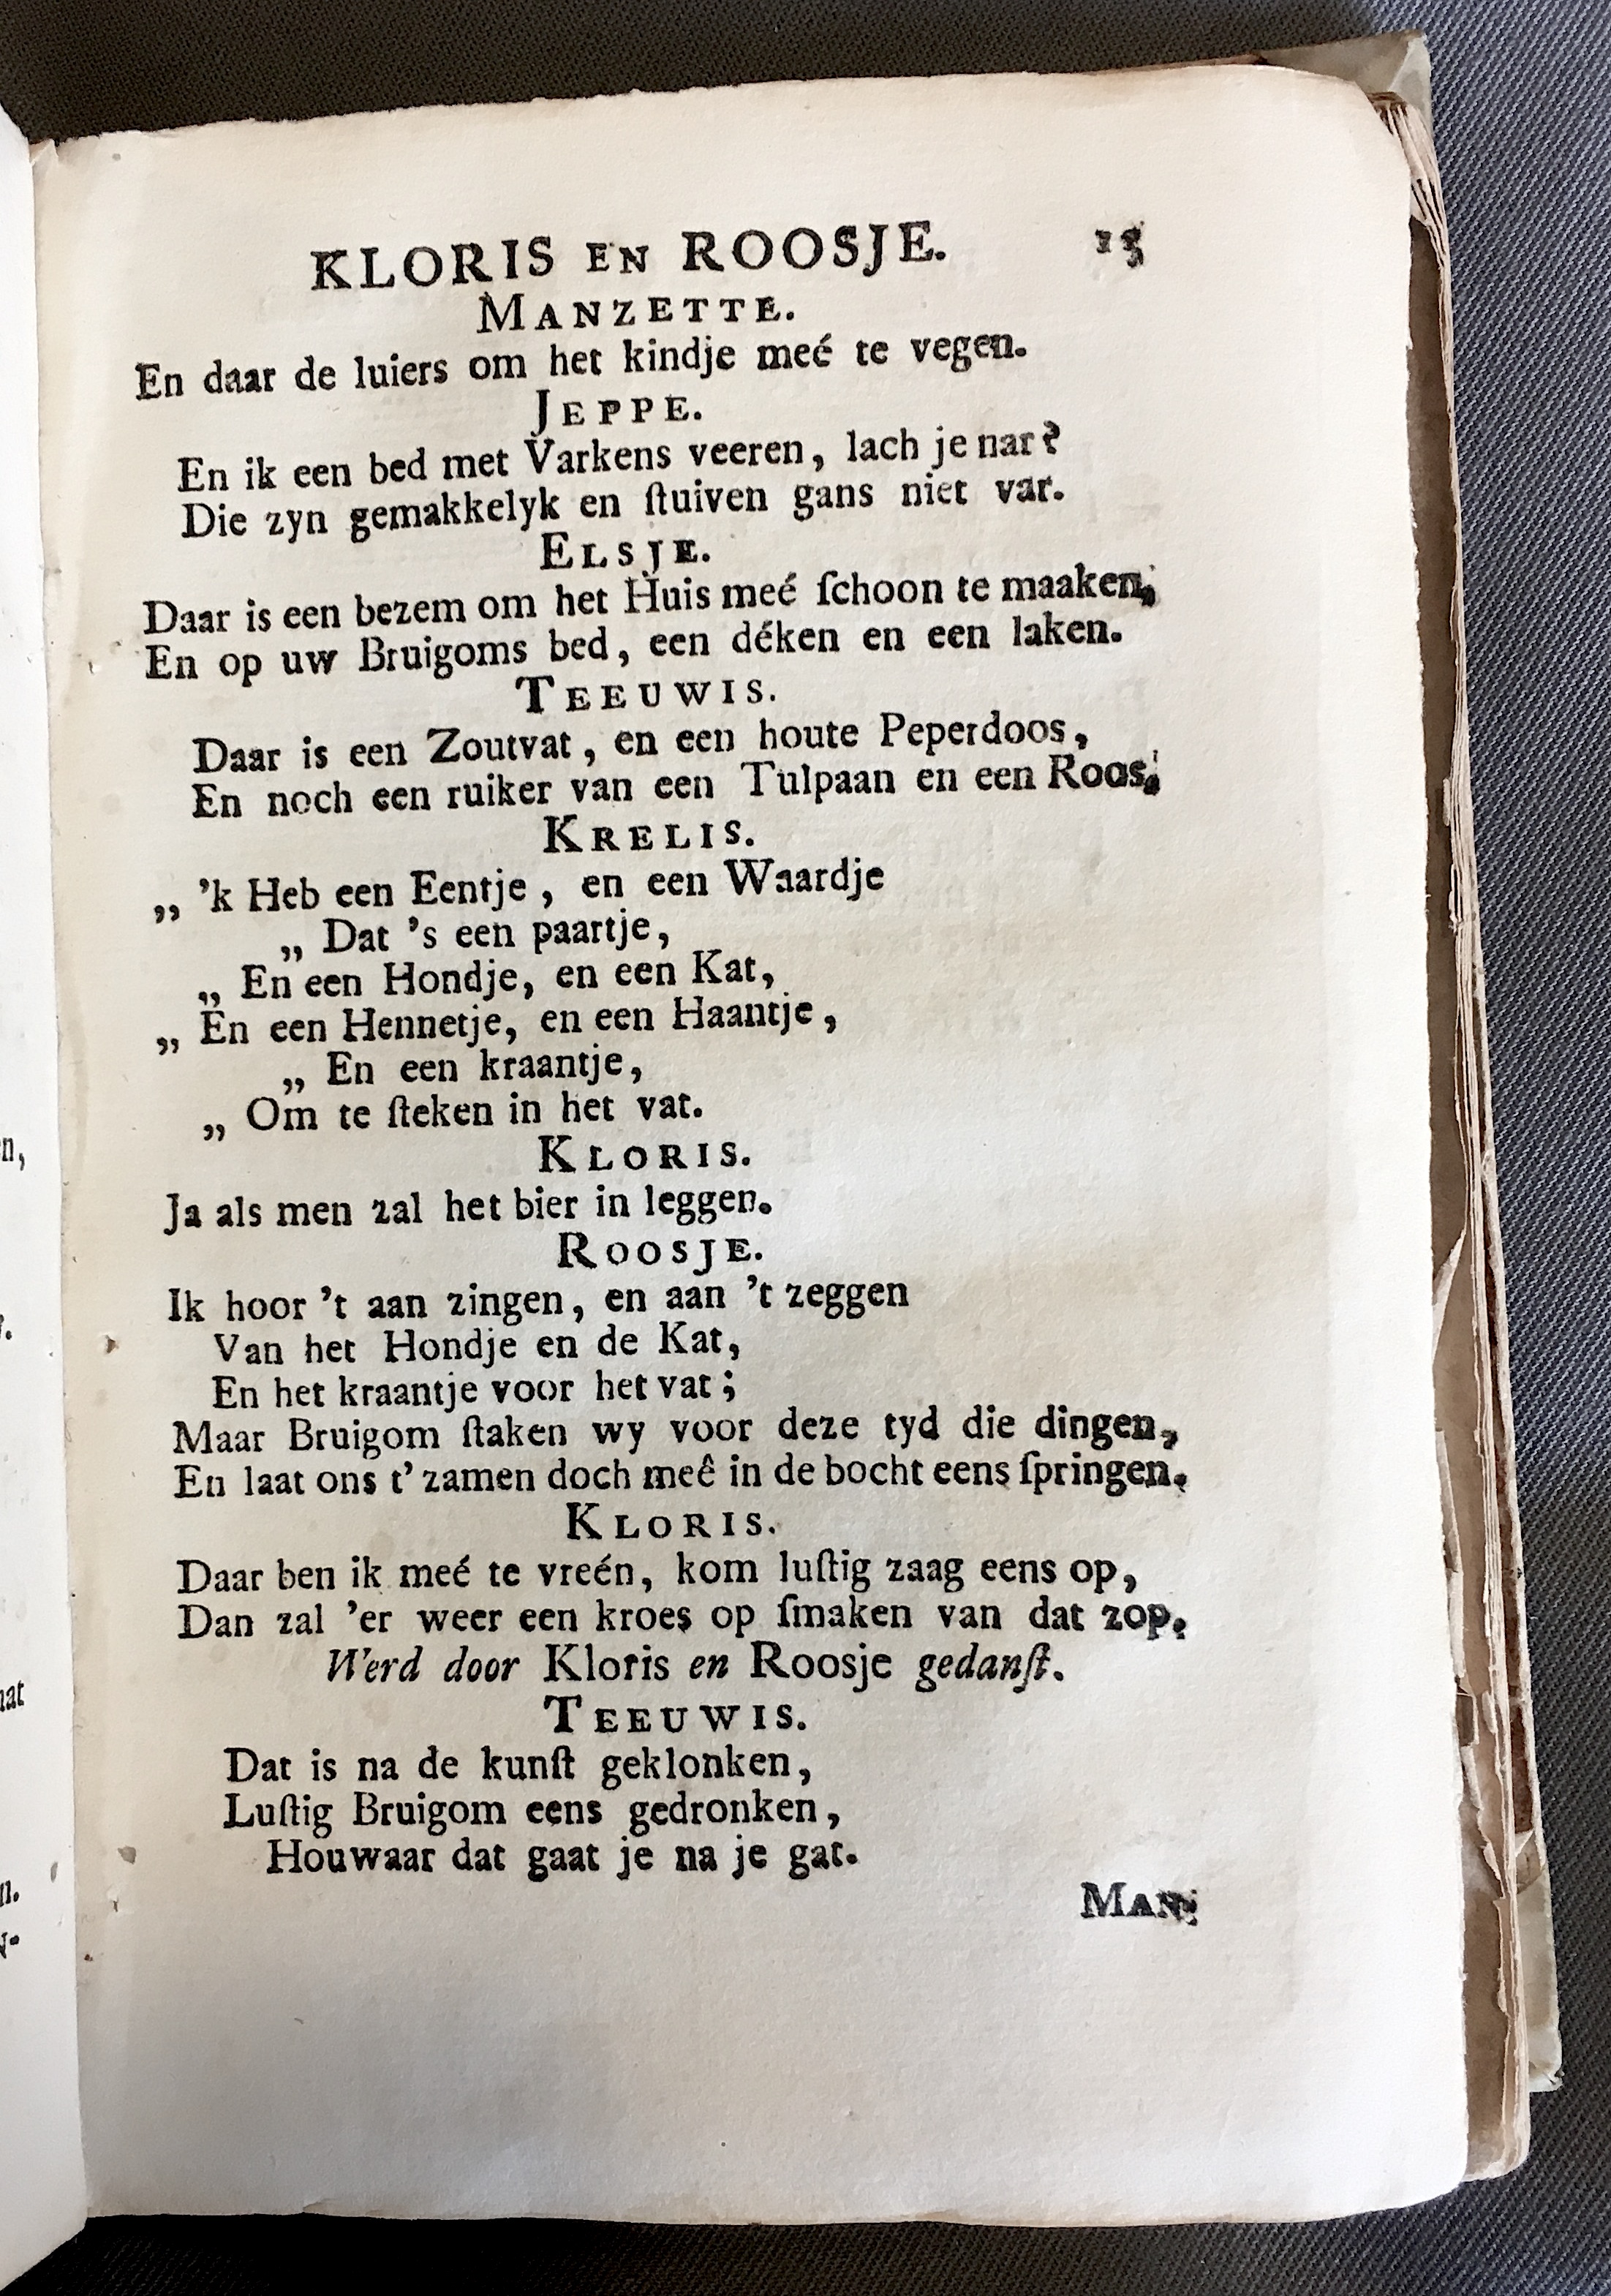 KLORIS EN ROOSJE. 15
MANZETTE.
En daar de luiers om het kindje meé te vegen.
JEPPE.
En ik een bed met Varkens veeren, lach je nar?
Die zyn gemakkelyk en ſtuiven gans niet var.
ELSJE.
Daar is een bezem om het Huis meé ſchoon te maaken,
En op uw Bruigoms bed, een déken en een laken.
TEEUWIS.
Daar is een Zoutvat, en een houte Peperdoos,
En noch een ruiker van een Tulpaan en een Roos.
KRELIS.
„ 'k Heb een Eentje, en een Waardje
„ Dat 's een paartje,
„ En een Hondje, en een Kat,
„ En een Hennetje, en een Haantje,
„ En een kraantje,
„ Om te ſteken in het vat.
KLORIS.
Ja als men zal het bier in leggen.
ROOSJE.
Ik hoor 't aan zingen, en aan 't zeggen
Van het Hondje en de Kat,
En het kraantje voor het vat;
Maar Bruigom ſtaken wy voor deze tyd die dingen,
En laat ons t' zamen doch meê in de bocht eens ſpringen.
KLORIS.
Daar ben ik meé te vreén, kom luſtig zaag eens op,
Dan zal 'er weer een kroes op ſmaken van dat zop.
Werd door Kloris en Roosje gedanſt.
TEEUWIS.
Dat is na de kunſt geklonken,
Luſtig Bruigom eens gedronken,
Houwaar dat gaat je na je gat.
MAN-